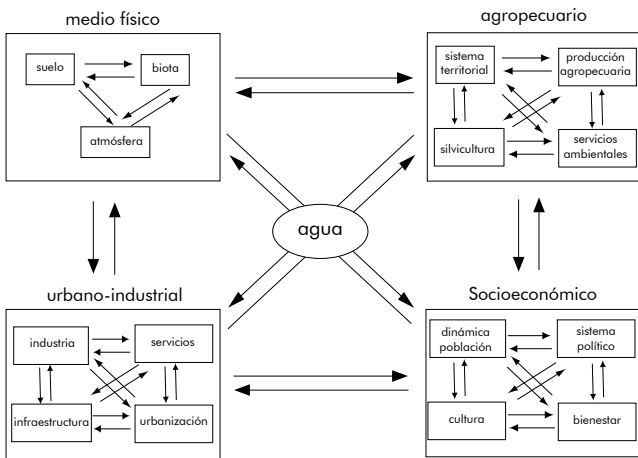 medio físico
suelo
biota
atmósfera
agropecuario
sistema
territorial
producción
agropecuaria
silvicultura
servicios
ambientales
agua
urbano-industrial
industria
servicios
infraestructura
urbanización
Socioeconómico
dinámica
población
sistema
político
cultura
bienestar